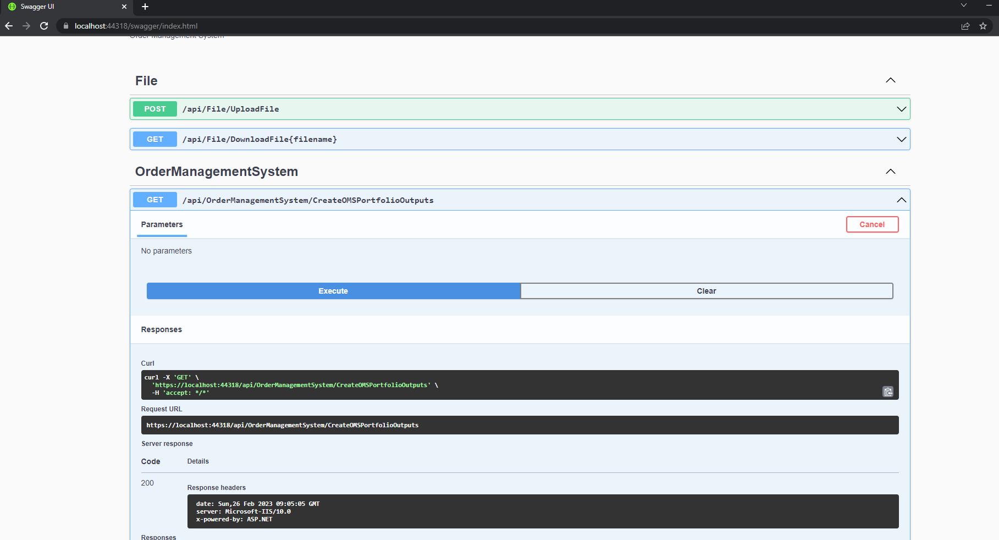 Swagger UI
localhost:44318/swagger/index.html
Order Management System
File
POST /api/File/UploadFile
GET /api/File/DownloadFile{filename}
OrderManagementSystem
GET /api/OrderManagementSystem/CreateOMSPortfolioOutputs
Parameters Cancel
No parameters
Execute Clear
Responses
Curl
curl -X 'GET' \
'https://localhost:44318/api/OrderManagementSystem/CreateOMSPortfolioOutputs' \
-H 'accept: */*'
Request URL
https://localhost:44318/api/OrderManagementSystem/CreateOMSPortfolioOutputs
Server response
Code Details
200
Response headers
date: Sun,26 Feb 2023 09:05:05 GMT
server: Microsoft-IIS/10.0
x-powered-by: ASP.NET
Responses